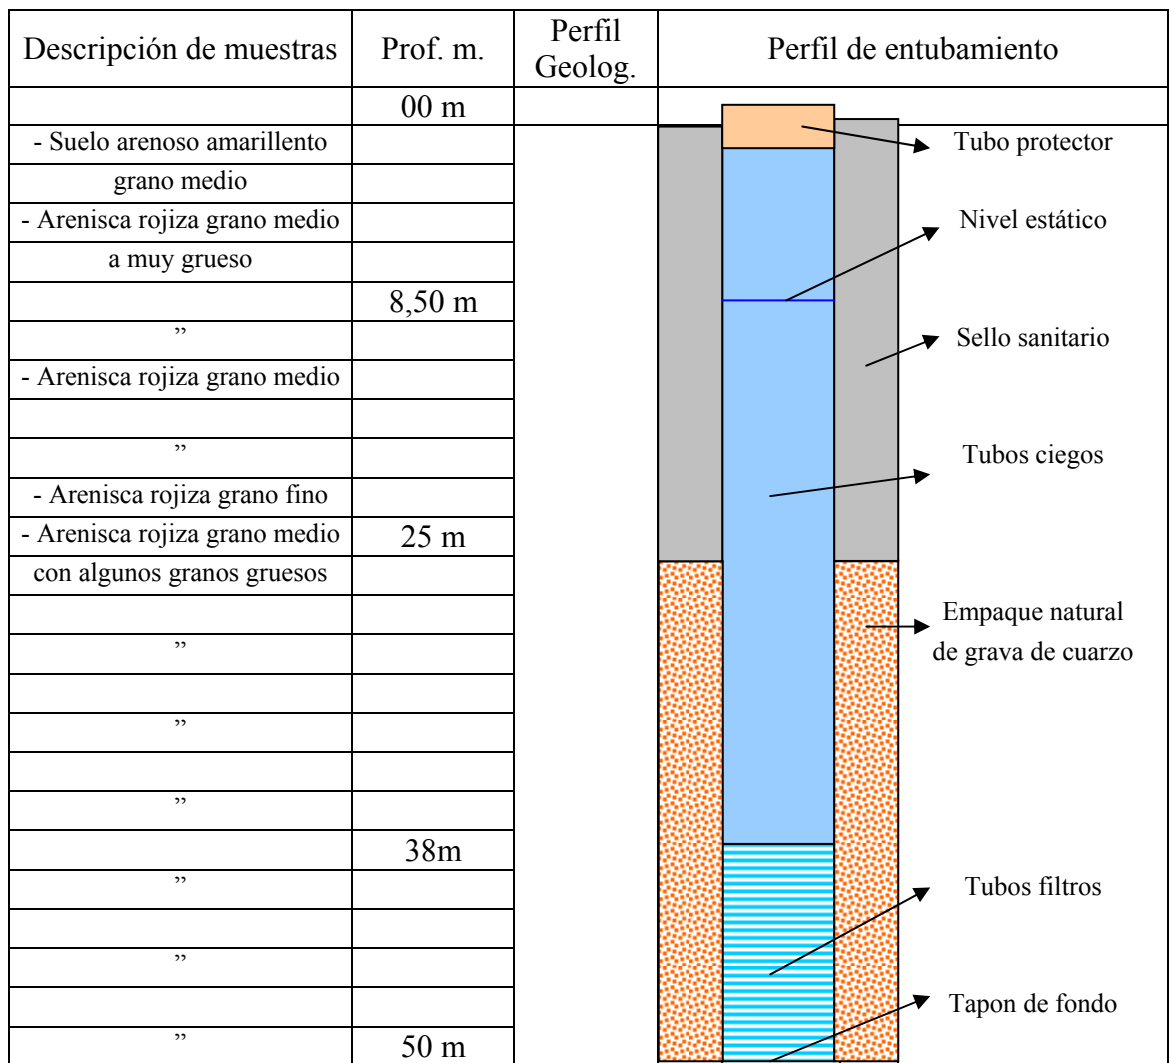 Descripción de muestras
Prof. m.
Perfil
Geolog.
Perfil de entubamiento
00 m
- Suelo arenoso amarillento
Tubo protector
grano medio
- Arenisca rojiza grano medio
Nivel estático
a muy grueso
8,50 m
”
Sello sanitario
- Arenisca rojiza grano medio
”
Tubos ciegos
- Arenisca rojiza grano fino
- Arenisca rojiza grano medio
25 m
con algunos granos gruesos
Empaque natural
de grava de cuarzo
”
”
”
38m
”
Tubos filtros
”
Tapon de fondo
”
50 m